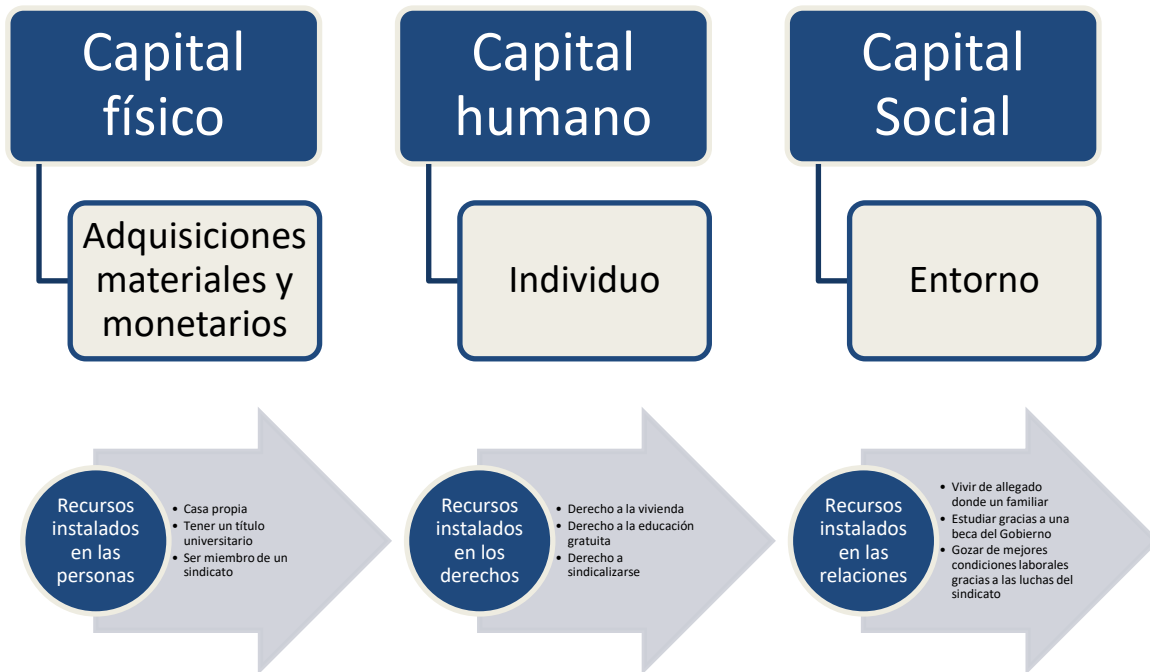 Capital
físico
Capital
humano
Capital
Social
Adquisiciones
materiales y
monetarios
Individuo
Entorno
Recursos
instalados
en las
personas
• Casa propia
• Tener un título
universitario
• Ser miembro de un
sindicato
Recursos
instalados
en los
derechos
• Derecho a la vivienda
• Derecho a la educación
gratuita
• Derecho a
sindicalizarse
Recursos
instalados
en las
relaciones
• Vivir de allegado
donde un familiar
• Estudiar gracias a una
beca del Gobierno
• Gozar de mejores
condiciones laborales
gracias a las luchas del
sindicato